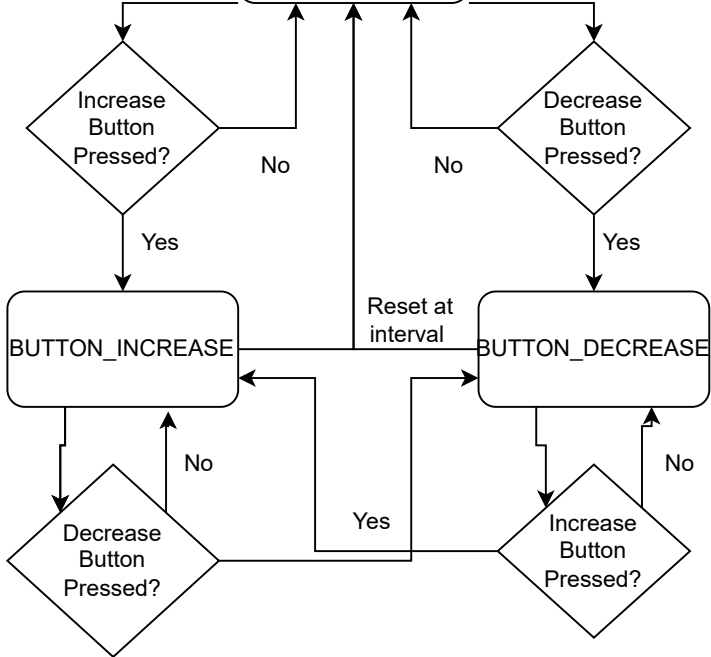 Increase
Button
Pressed?
Decrease
Button
Pressed?
No
No
Yes
Yes
Reset at
interval
BUTTON_INCREASE
BUTTON_DECREASE
No
No
Decrease
Button
Pressed?
Yes
Increase
Button
Pressed?